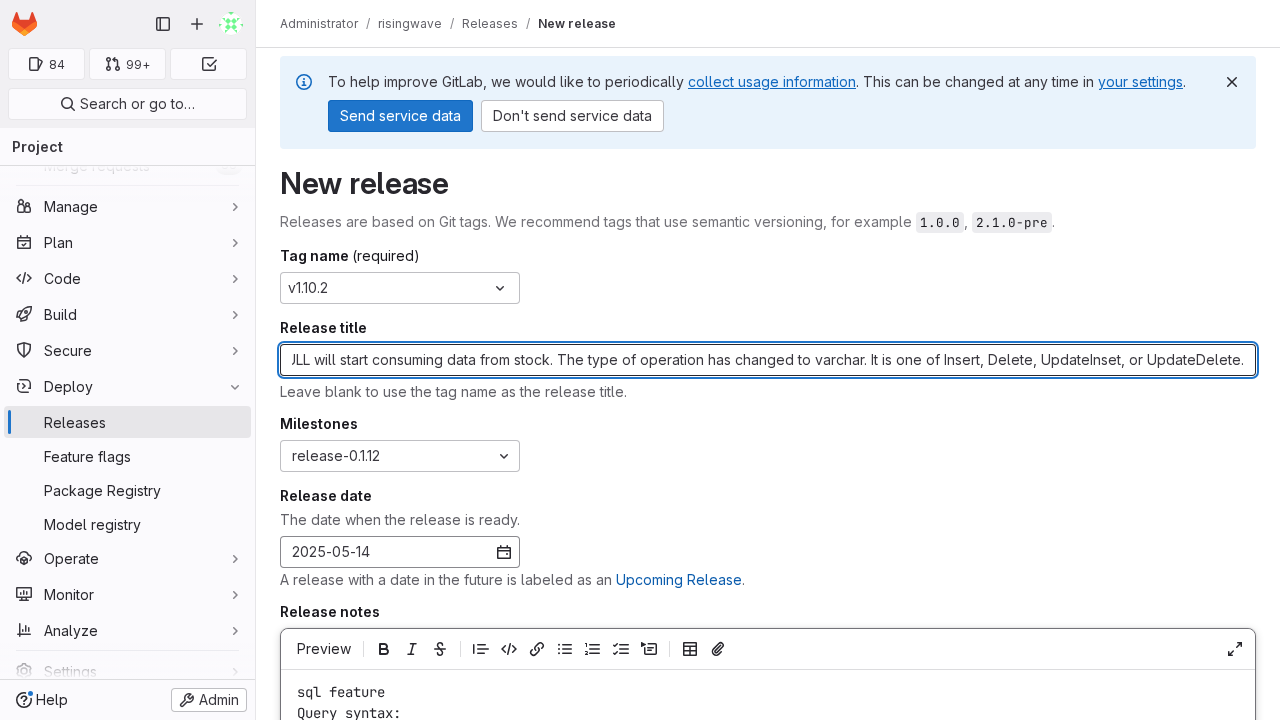 Administrator / risingwave / Releases / New release
84
99+
Search or go to…
Project
Merge requests
Manage
Plan
Code
Build
Secure
Deploy
Releases
Feature flags
Package Registry
Model registry
Operate
Monitor
Analyze
Settings
Help
Admin
To help improve GitLab, we would like to periodically collect usage information. This can be changed at any time in your settings.
Send service data
Don't send service data
New release
Releases are based on Git tags. We recommend tags that use semantic versioning, for example 1.0.0, 2.1.0-pre.
Tag name (required)
v1.10.2
Release title
JLL will start consuming data from stock. The type of operation has changed to varchar. It is one of Insert, Delete, UpdateInset, or UpdateDelete.
Leave blank to use the tag name as the release title.
Milestones
release-0.1.12
Release date
The date when the release is ready.
2025-05-14
A release with a date in the future is labeled as an Upcoming Release.
Release notes
Preview
sql feature
Query syntax: